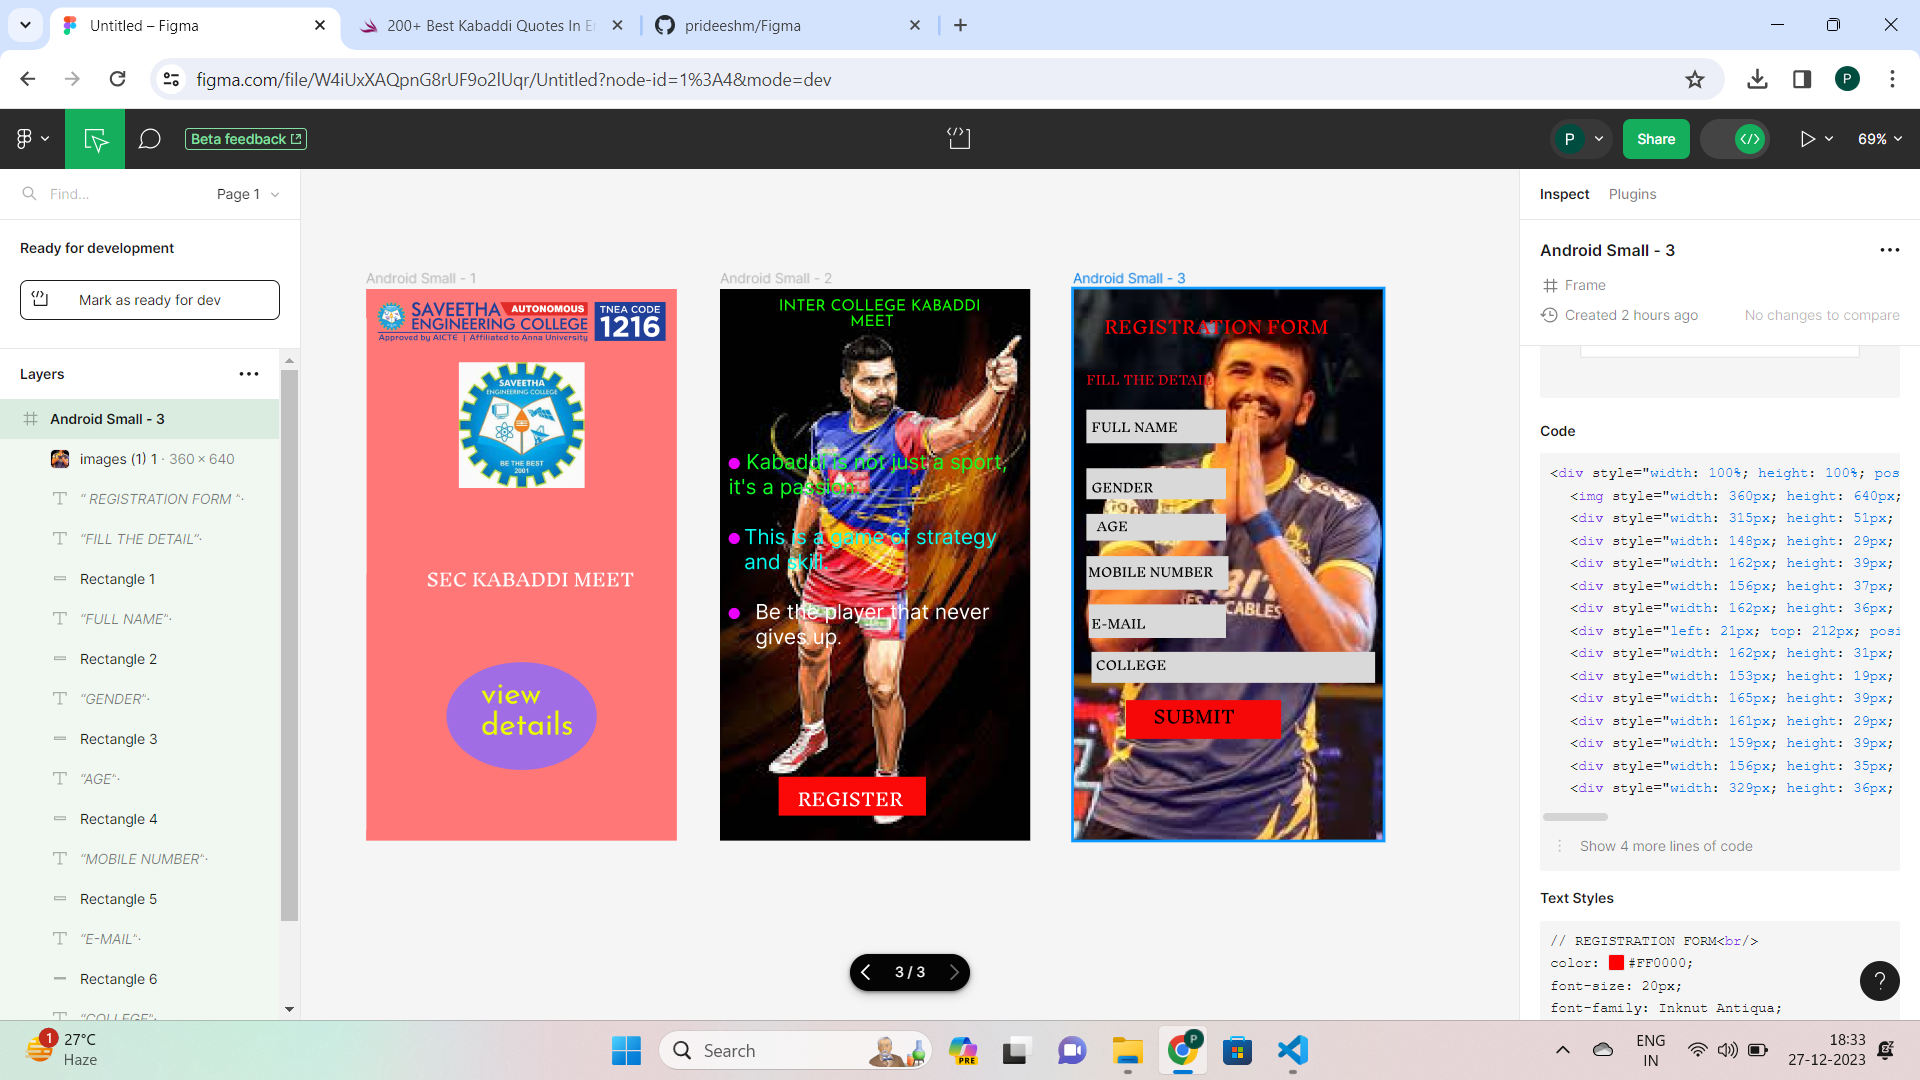 Untitled – Figma
200+ Best Kabaddi Quotes In E
prideeshm/Figma
figma.com/file/W4iUxXAQpnG8rUF9o2lUqr/Untitled?node-id=1%3A4&mode=dev
P
Beta feedback
P
Share
69%
Find...
Page 1
Ready for development
Mark as ready for dev
Layers
Android Small - 3
images (1) 1 · 360 × 640
“ REGISTRATION FORM “·
“FILL THE DETAIL”·
Rectangle 1
“FULL NAME”·
Rectangle 2
“GENDER”·
Rectangle 3
“AGE”·
Rectangle 4
“MOBILE NUMBER”·
Rectangle 5
“E-MAIL”·
Rectangle 6
“COLLEGE”·
Android Small - 1
SAVEETHA AUTONOMOUS
ENGINEERING COLLEGE
Approved by AICTE | Affiliated to Anna University
TNEA CODE
1216
SAVEETHA
ENGINEERING COLLEGE
BE THE BEST
2001
SEC KABADDI MEET
view
details
Android Small - 2
INTER COLLEGE KABADDI
MEET
Kabaddi is not just a sport,
it's a passion.
This is a game of strategy
and skill.
Be the player that never
gives up.
REGISTER
Android Small - 3
REGISTRATION FORM
FILL THE DETAIL
FULL NAME
GENDER
AGE
MOBILE NUMBER
E-MAIL
COLLEGE
SUBMIT
3 / 3
Inspect
Plugins
Android Small - 3
Frame
Created 2 hours ago
No changes to compare
Code
<div style="width: 100%; height: 100%; pos
<img style="width: 360px; height: 640px;
<div style="width: 315px; height: 51px;
<div style="width: 148px; height: 29px;
<div style="width: 162px; height: 39px;
<div style="width: 156px; height: 37px;
<div style="width: 162px; height: 36px;
<div style="left: 21px; top: 212px; posi
<div style="width: 162px; height: 31px;
<div style="width: 153px; height: 19px;
<div style="width: 165px; height: 39px;
<div style="width: 161px; height: 29px;
<div style="width: 159px; height: 39px;
<div style="width: 156px; height: 35px;
<div style="width: 329px; height: 36px;
Show 4 more lines of code
Text Styles
// REGISTRATION FORM<br/>
color: #FF0000;
font-size: 20px;
font-family: Inknut Antiqua;
?
1
27°C
Haze
Search
PRE
P
ENG
IN
18:33
27-12-2023